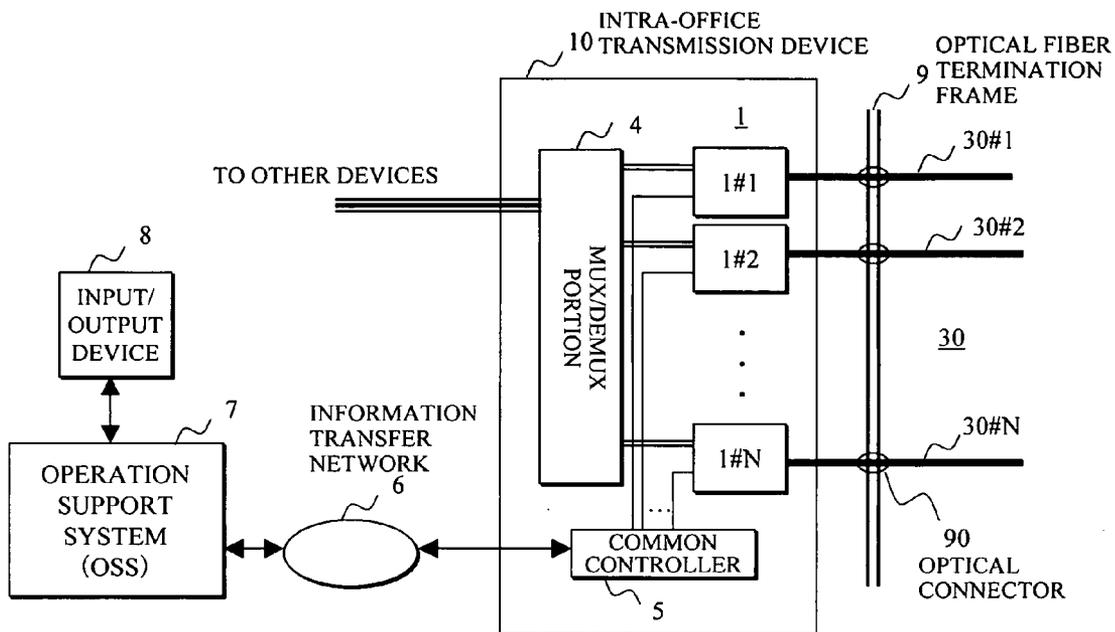 INTRA-OFFICE
10 TRANSMISSION DEVICE
OPTICAL FIBER
9 TERMINATION
FRAME
4
1
30#1
TO OTHER DEVICES
1#1
8
30#2
1#2
INPUT/
OUTPUT
DEVICE
MUX/DEMUX
PORTION
30
7
INFORMATION
TRANSFER
NETWORK
6
30#N
1#N
OPERATION
SUPPORT
SYSTEM
(OSS)
COMMON
CONTROLLER
5
90
OPTICAL
CONNECTOR